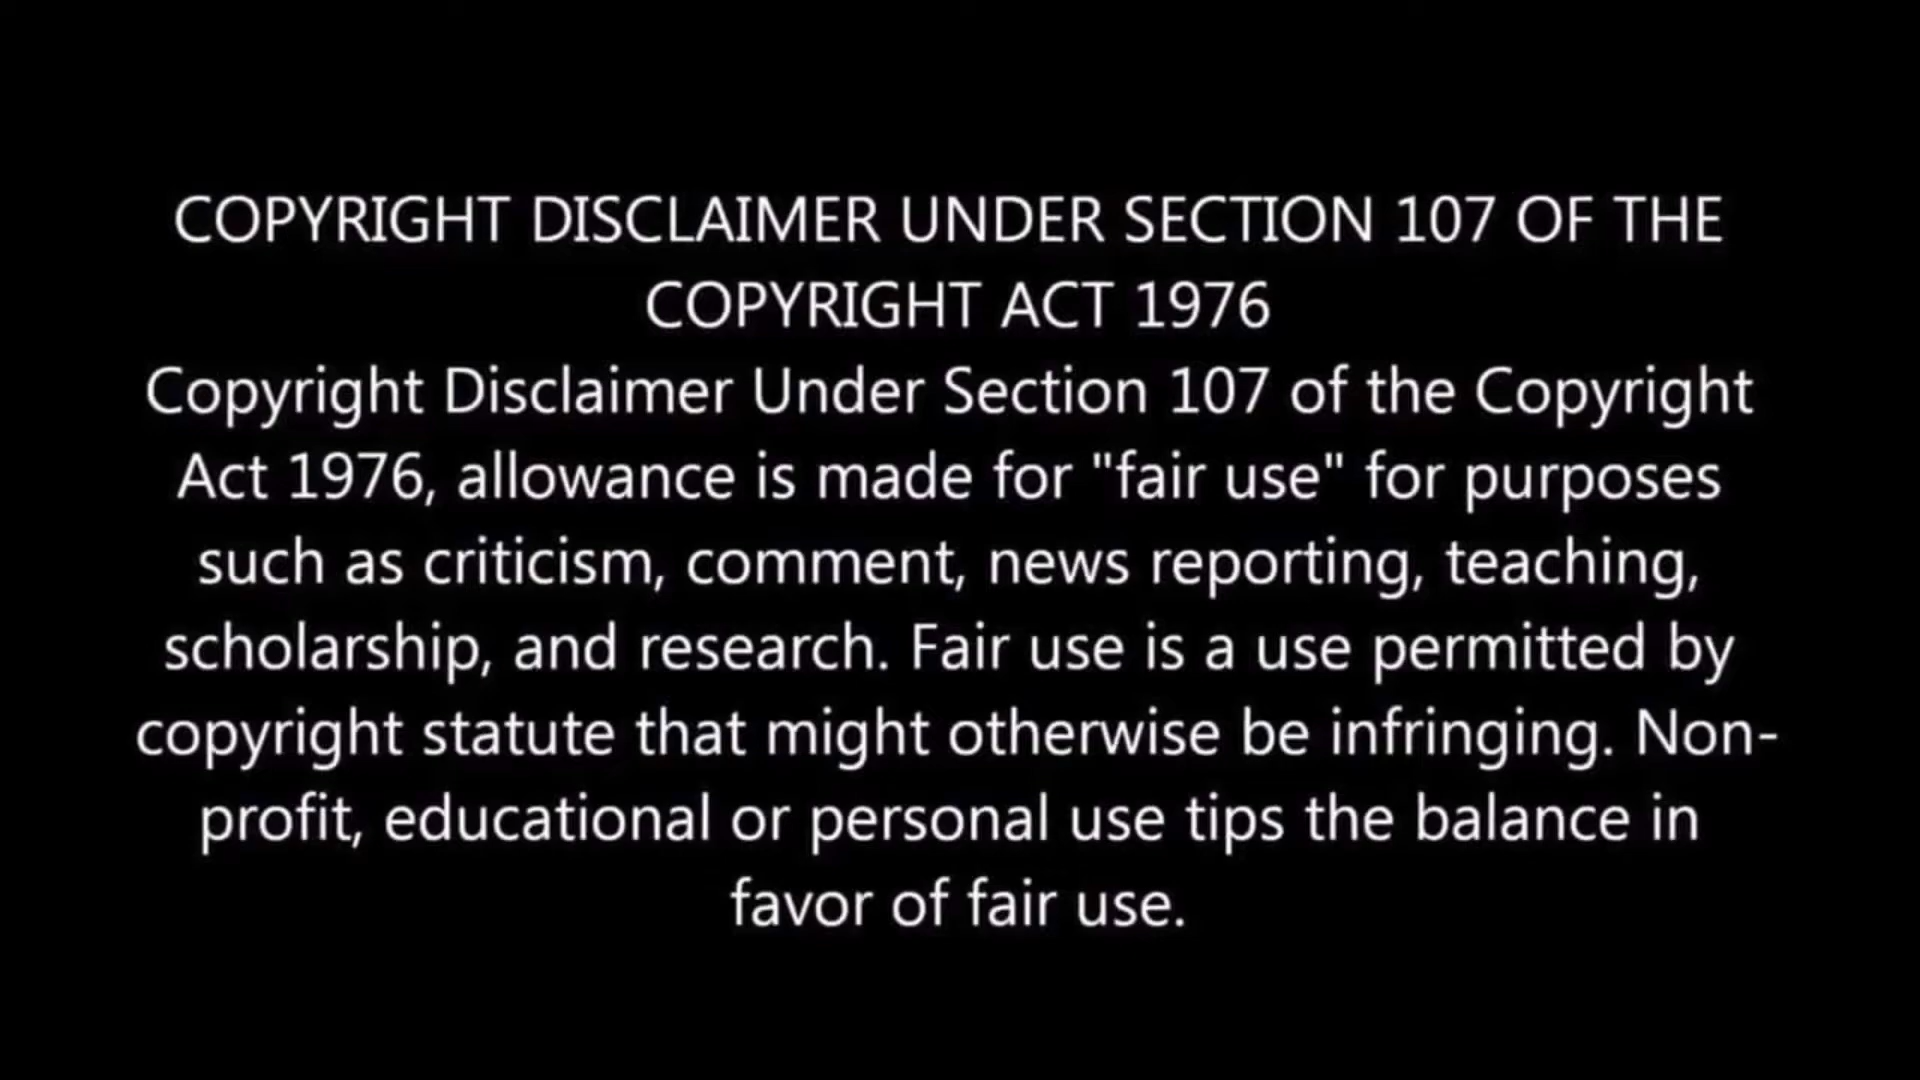 COPYRIGHT DISCLAIMER UNDER SECTION 107 OF THE
COPYRIGHT ACT 1976
Copyright Disclaimer Under Section 107 of the Copyright
Act 1976, allowance is made for "fair use" for purposes
such as criticism, comment, news reporting, teaching,
scholarship, and research. Fair use is a use permitted by
copyright statute that might otherwise be infringing. Non-
profit, educational or personal use tips the balance in
favor of fair use.